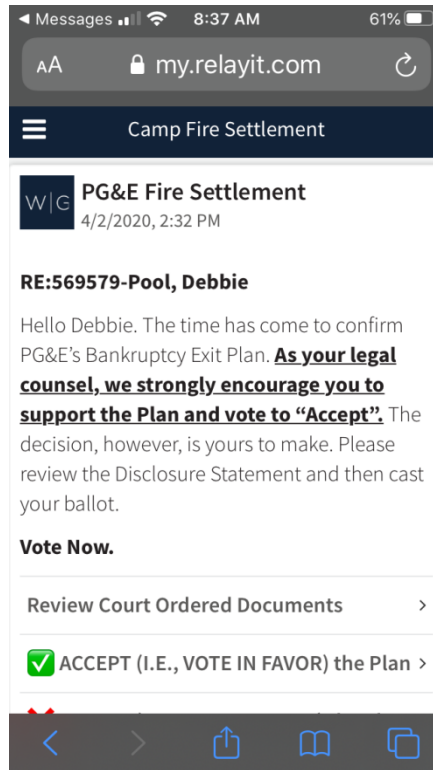 Messages 8:37 AM 61%
AA my.relayit.com
Camp Fire Settlement
W|G PG&E Fire Settlement
4/2/2020, 2:32 PM
RE:569579-Pool, Debbie
Hello Debbie. The time has come to confirm
PG&E's Bankruptcy Exit Plan. As your legal
counsel, we strongly encourage you to
support the Plan and vote to “Accept”. The
decision, however, is yours to make. Please
review the Disclosure Statement and then cast
your ballot.
Vote Now.
Review Court Ordered Documents
ACCEPT (I.E., VOTE IN FAVOR) the Plan